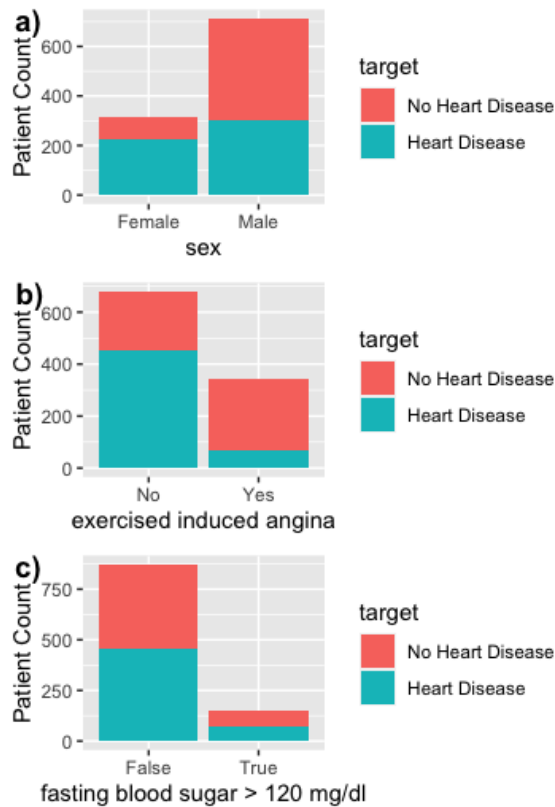 a)
Patient Count
600
400
200
0
Female Male
sex
target
No Heart Disease
Heart Disease
b)
Patient Count
600
400
200
0
No Yes
exercised induced angina
target
No Heart Disease
Heart Disease
c)
Patient Count
750
500
250
0
False True
fasting blood sugar > 120 mg/dl
target
No Heart Disease
Heart Disease